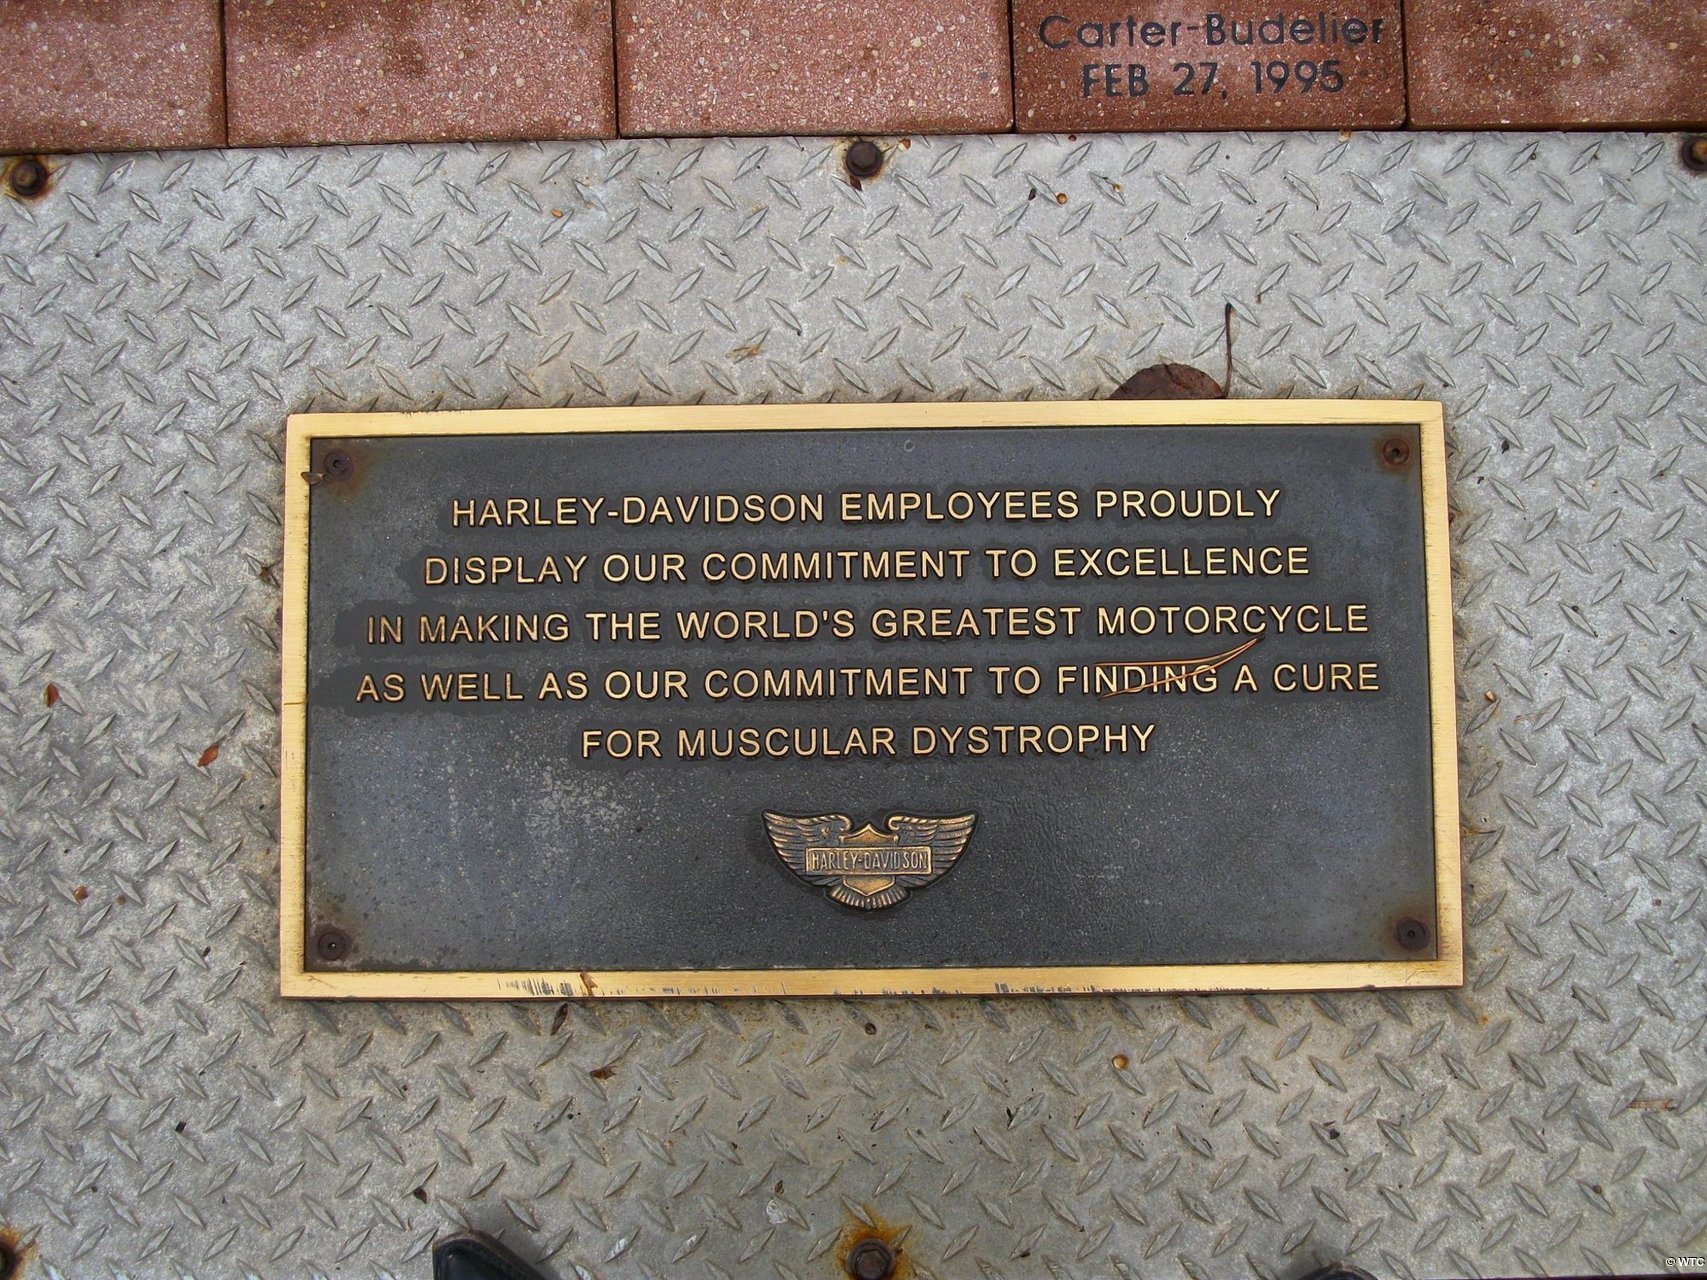 Carter-Budelier
FEB 27, 1995
HARLEY-DAVIDSON EMPLOYEES PROUDLY
DISPLAY OUR COMMITMENT TO EXCELLENCE
IN MAKING THE WORLD'S GREATEST MOTORCYCLE
AS WELL AS OUR COMMITMENT TO FINDING A CURE
FOR MUSCULAR DYSTROPHY
HARLEY-DAVIDSON
© WTC